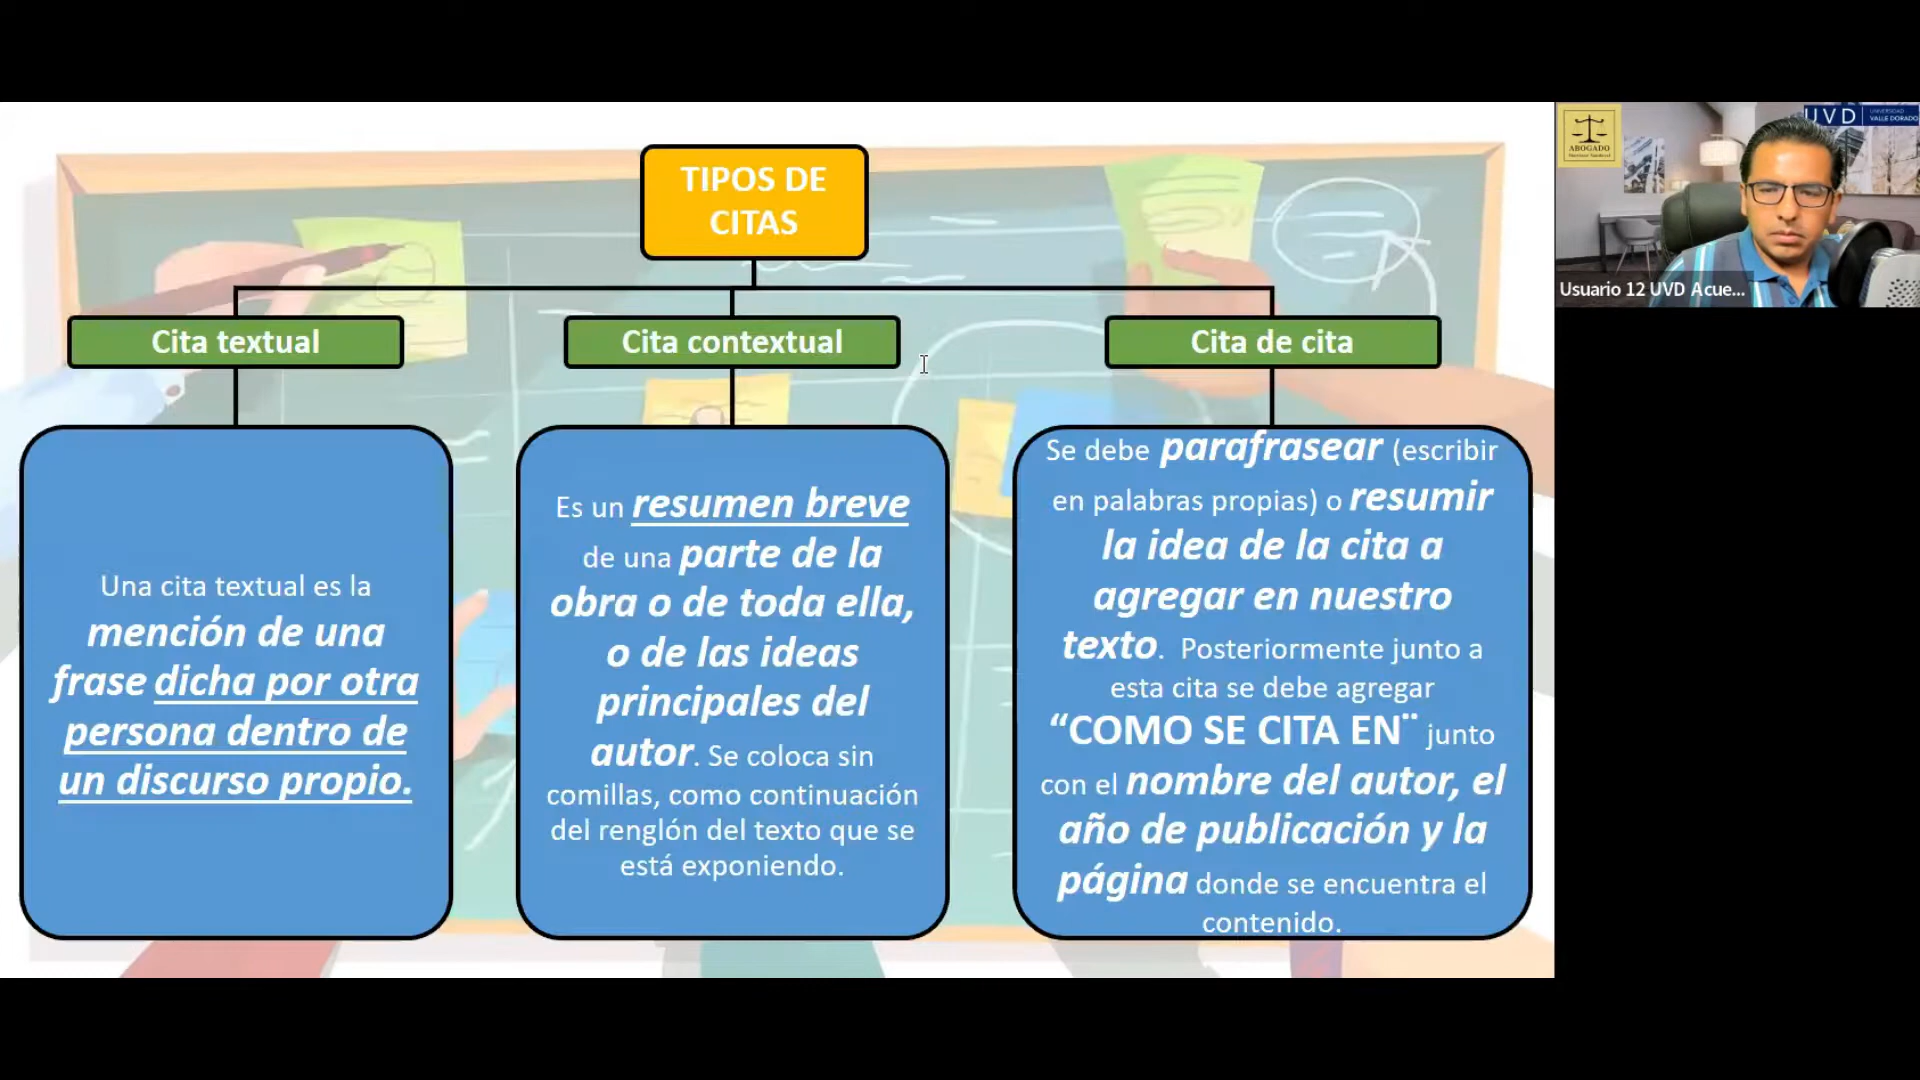 TIPOS DE
CITAS
Cita textual
Cita contextual
Cita de cita
Una cita textual es la
mención de una
frase dicha por otra
persona dentro de
un discurso propio.
Es un resumen breve
de una parte de la
obra o de toda ella,
o de las ideas
principales del
autor. Se coloca sin
comillas, como continuación
del renglón del texto que se
está exponiendo.
Se debe parafrasear (escribir
en palabras propias) o resumir
la idea de la cita a
agregar en nuestro
texto. Posteriormente junto a
esta cita se debe agregar
“COMO SE CITA EN¨ junto
con el nombre del autor, el
año de publicación y la
página donde se encuentra el
contenido.
ABOGADO
UVD
UNIVERSIDAD
VALLE DORADO
Usuario 12 UVD Acue...